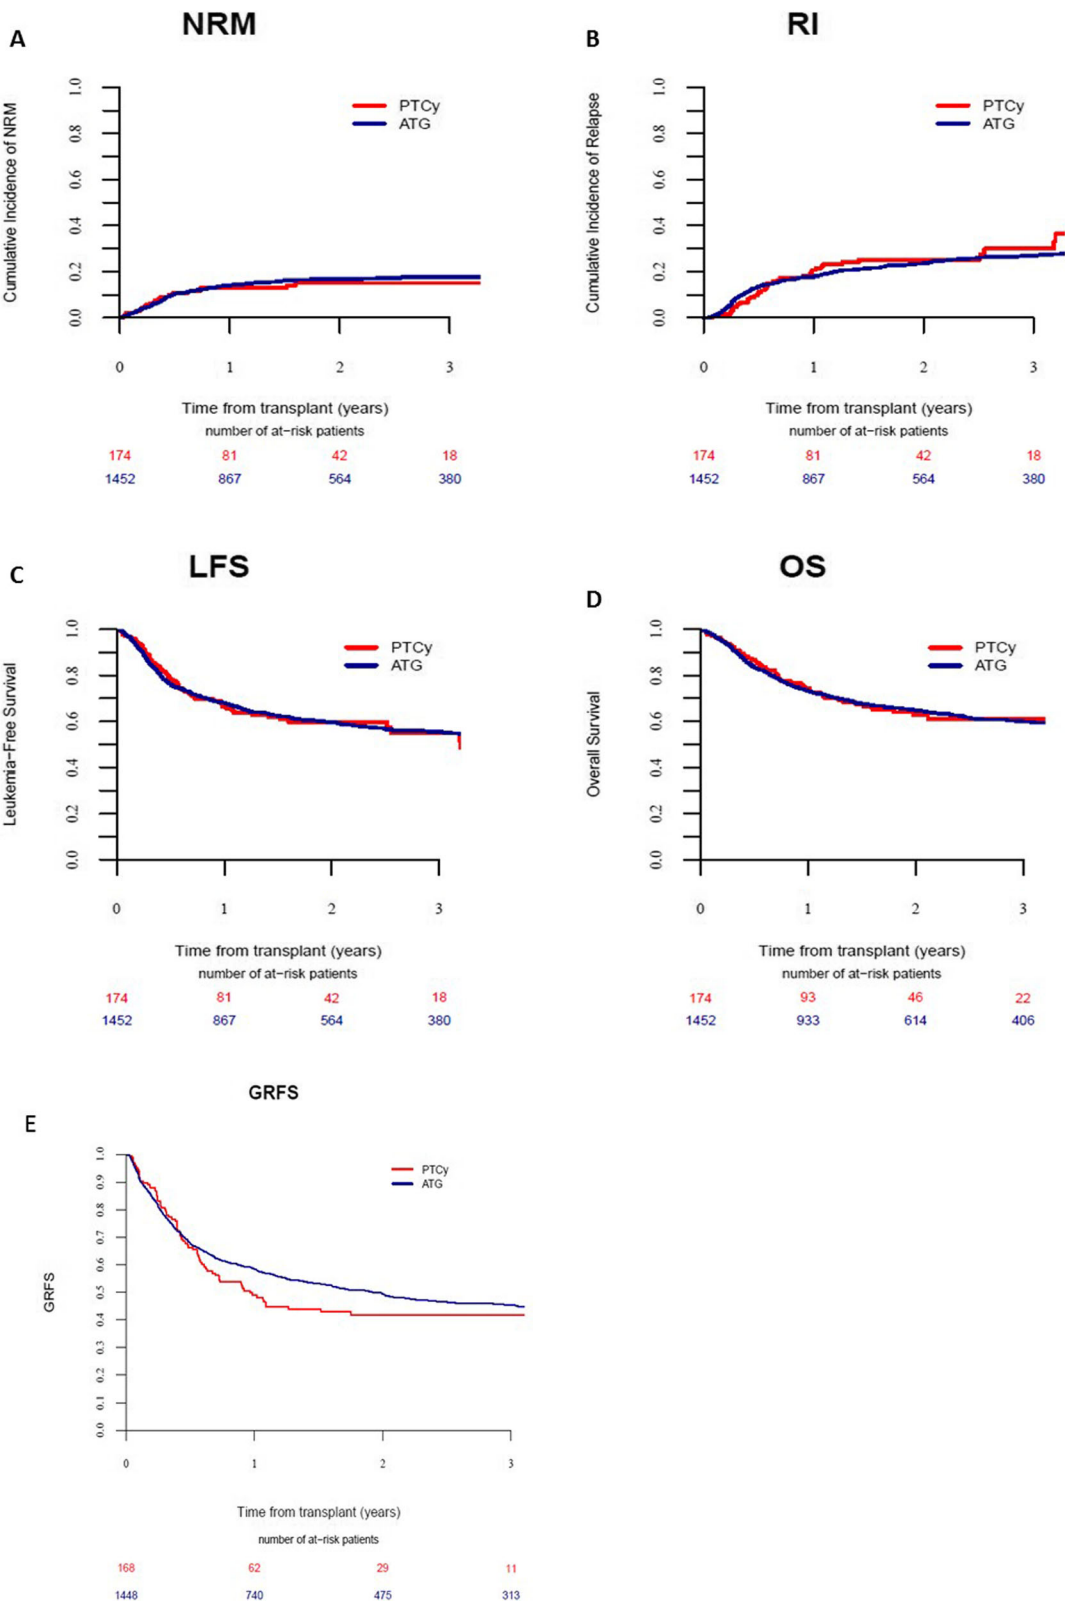 A
NRM
Cumulative Incidence of NRM
1.0
0.8
0.6
0.4
0.2
0.0
PTCy
ATG
0 1 2 3
Time from transplant (years)
number of at-risk patients
174 81 42 18
1452 867 564 380
B
RI
Cumulative Incidence of Relapse
1.0
0.8
0.6
0.4
0.2
0.0
PTCy
ATG
0 1 2 3
Time from transplant (years)
number of at-risk patients
174 81 42 18
1452 867 564 380
C
LFS
Leukemia-Free Survival
1.0
0.8
0.6
0.4
0.2
0.0
PTCy
ATG
0 1 2 3
Time from transplant (years)
number of at-risk patients
174 81 42 18
1452 867 564 380
D
OS
Overall Survival
1.0
0.8
0.6
0.4
0.2
0.0
PTCy
ATG
0 1 2 3
Time from transplant (years)
number of at-risk patients
174 93 46 22
1452 933 614 406
E
GRFS
GRFS
1.0
0.9
0.8
0.7
0.6
0.5
0.4
0.3
0.2
0.1
0.0
PTCy
ATG
0 1 2 3
Time from transplant (years)
number of at-risk patients
168 62 29 11
1448 740 475 313